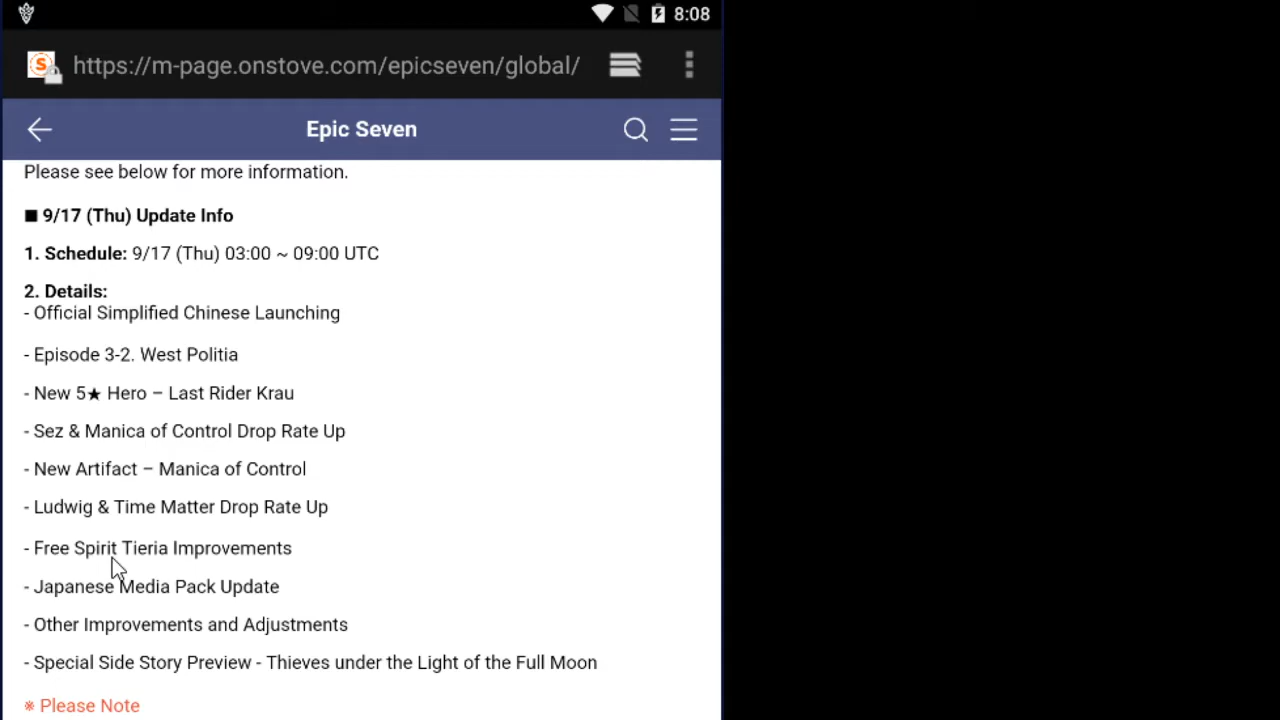 8:08
S https://m-page.onstove.com/epicseven/global/
Epic Seven
Please see below for more information.
■ 9/17 (Thu) Update Info
1. Schedule: 9/17 (Thu) 03:00 ~ 09:00 UTC
2. Details:
- Official Simplified Chinese Launching
- Episode 3-2. West Politia
- New 5★ Hero – Last Rider Krau
- Sez & Manica of Control Drop Rate Up
- New Artifact – Manica of Control
- Ludwig & Time Matter Drop Rate Up
- Free Spirit Tieria Improvements
- Japanese Media Pack Update
- Other Improvements and Adjustments
- Special Side Story Preview - Thieves under the Light of the Full Moon
※ Please Note